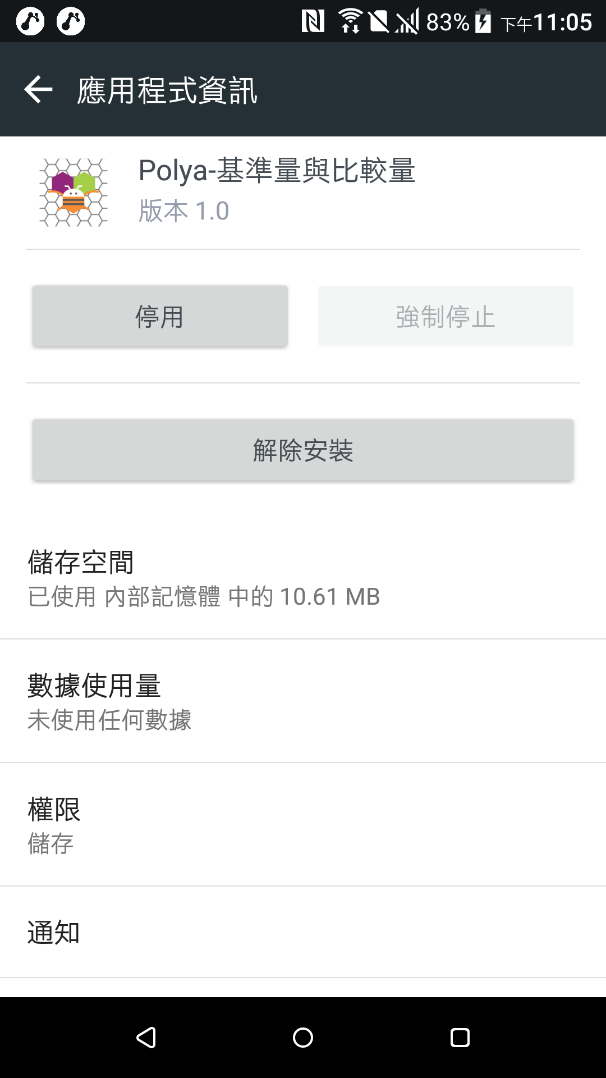 83% 下午11:05
應用程式資訊
Polya-基準量與比較量
版本 1.0
停用
強制停止
解除安裝
儲存空間
已使用 內部記憶體 中的 10.61 MB
數據使用量
未使用任何數據
權限
儲存
通知